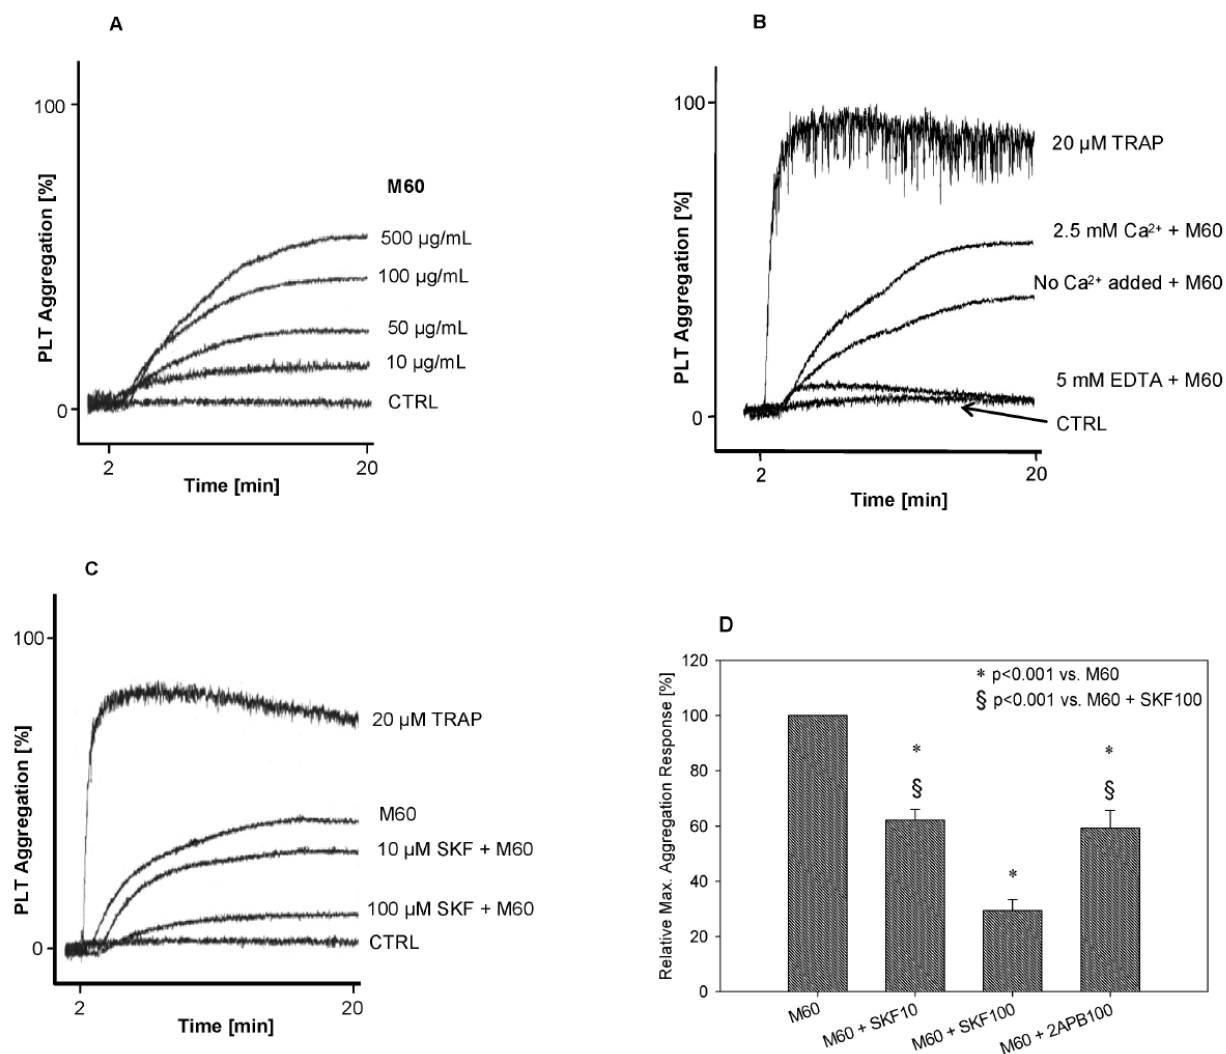 A
PLT Aggregation [%]
100
0
M60
500 µg/mL
100 µg/mL
50 µg/mL
10 µg/mL
CTRL
2
20
Time [min]
B
PLT Aggregation [%]
100
0
20 µM TRAP
2.5 mM Ca²⁺ + M60
No Ca²⁺ added + M60
5 mM EDTA + M60
CTRL
2
20
Time [min]
C
PLT Aggregation [%]
100
0
20 µM TRAP
M60
10 µM SKF + M60
100 µM SKF + M60
CTRL
2
20
Time [min]
D
Relative Max. Aggregation Response [%]
120
100
80
60
40
20
0
* p<0.001 vs. M60
§ p<0.001 vs. M60 + SKF100
*
§
*
*
§
M60
M60 + SKF10
M60 + SKF100
M60 + 2APB100